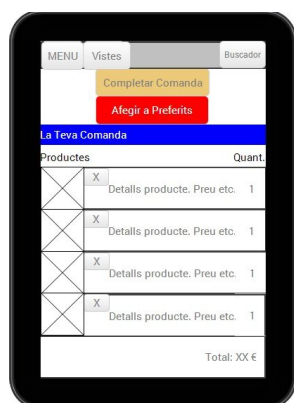 MENU Vistes Buscador
Completar Comanda
Afegir a Preferits
La Teva Comanda
Productes Quant.
X
Detalls producte. Preu etc. 1
X
Detalls producte. Preu etc. 1
X
Detalls producte. Preu etc. 1
X
Detalls producte. Preu etc. 1
Total: XX €